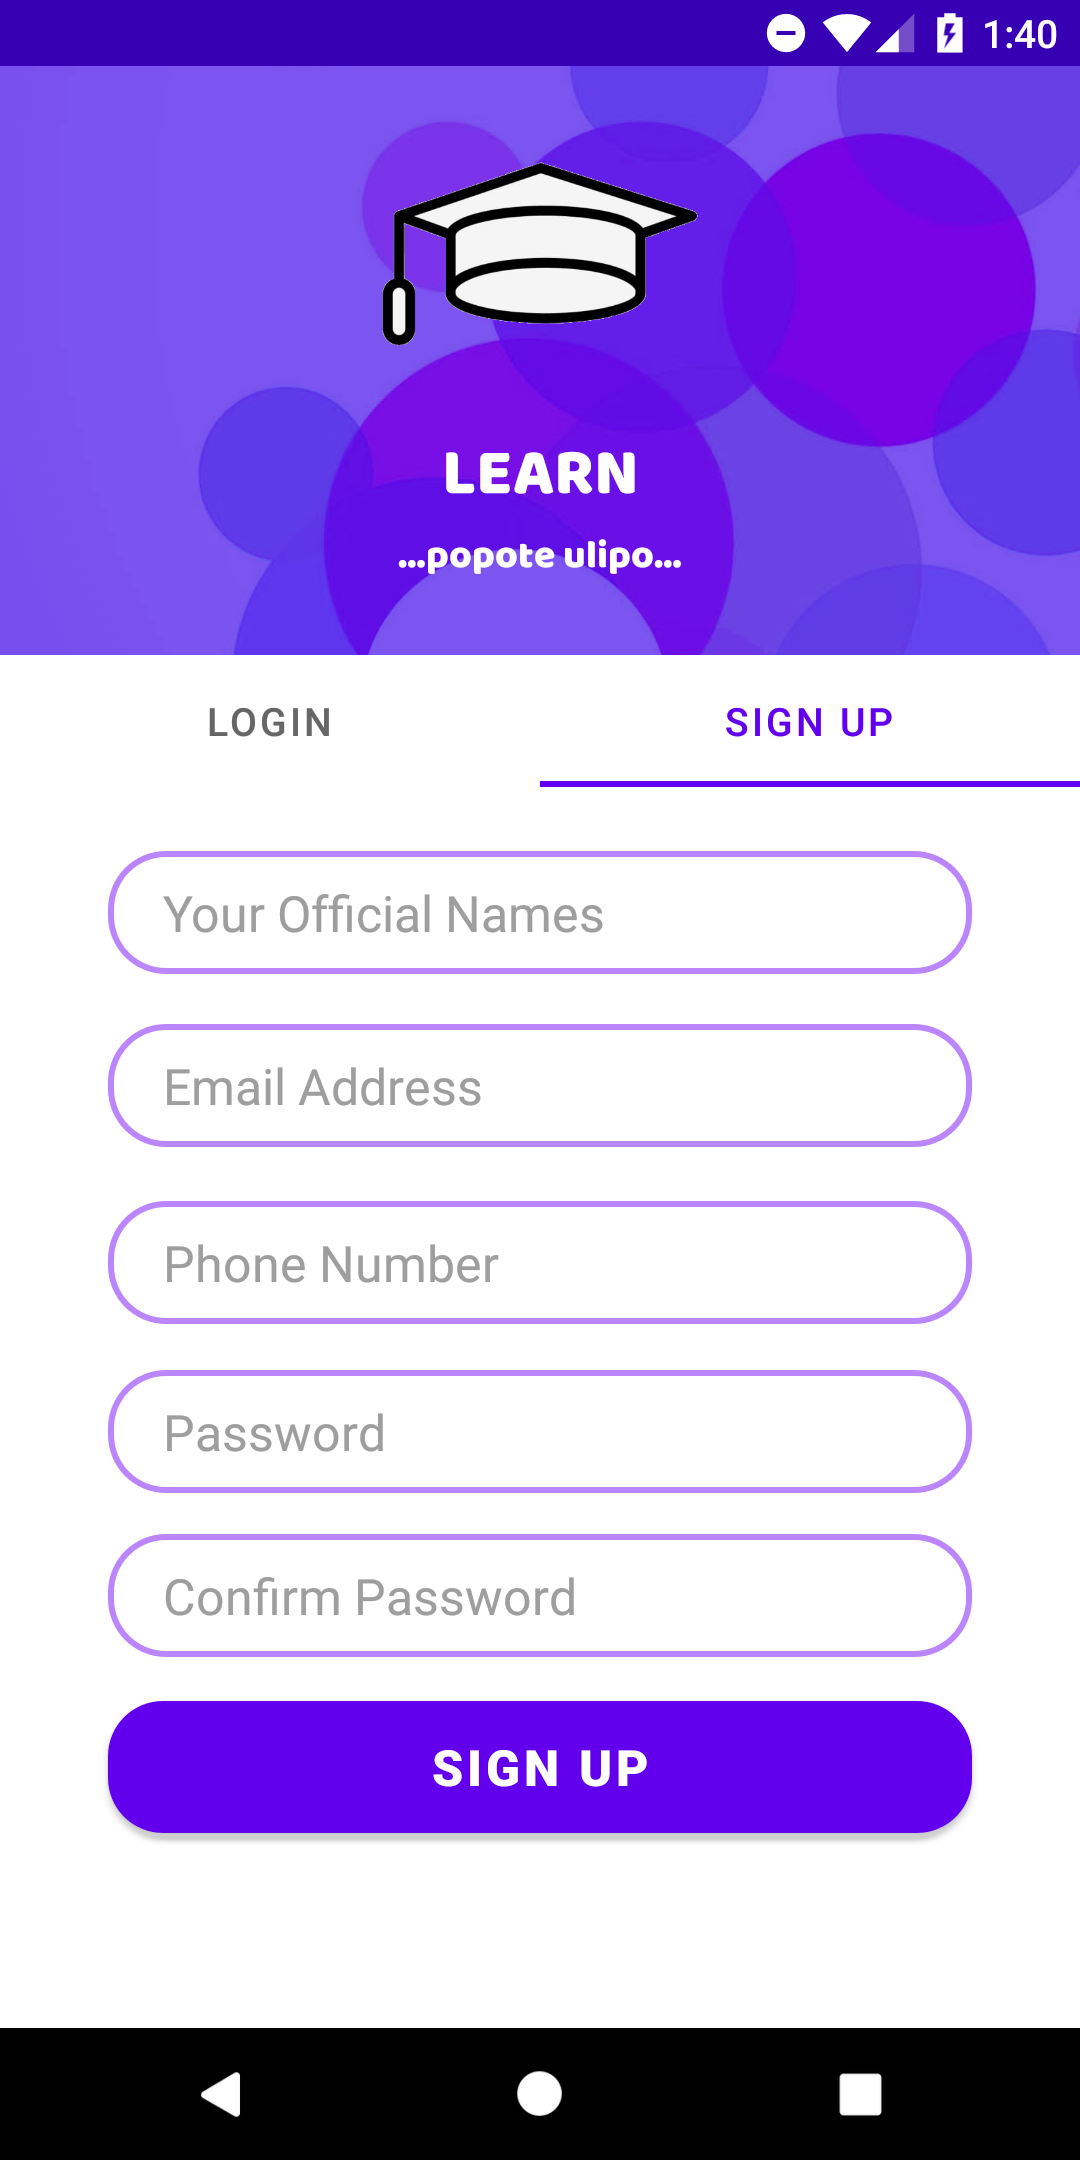 1:40
LEARN
...popote ulipo...
LOGIN
SIGN UP
Your Official Names
Email Address
Phone Number
Password
Confirm Password
SIGN UP